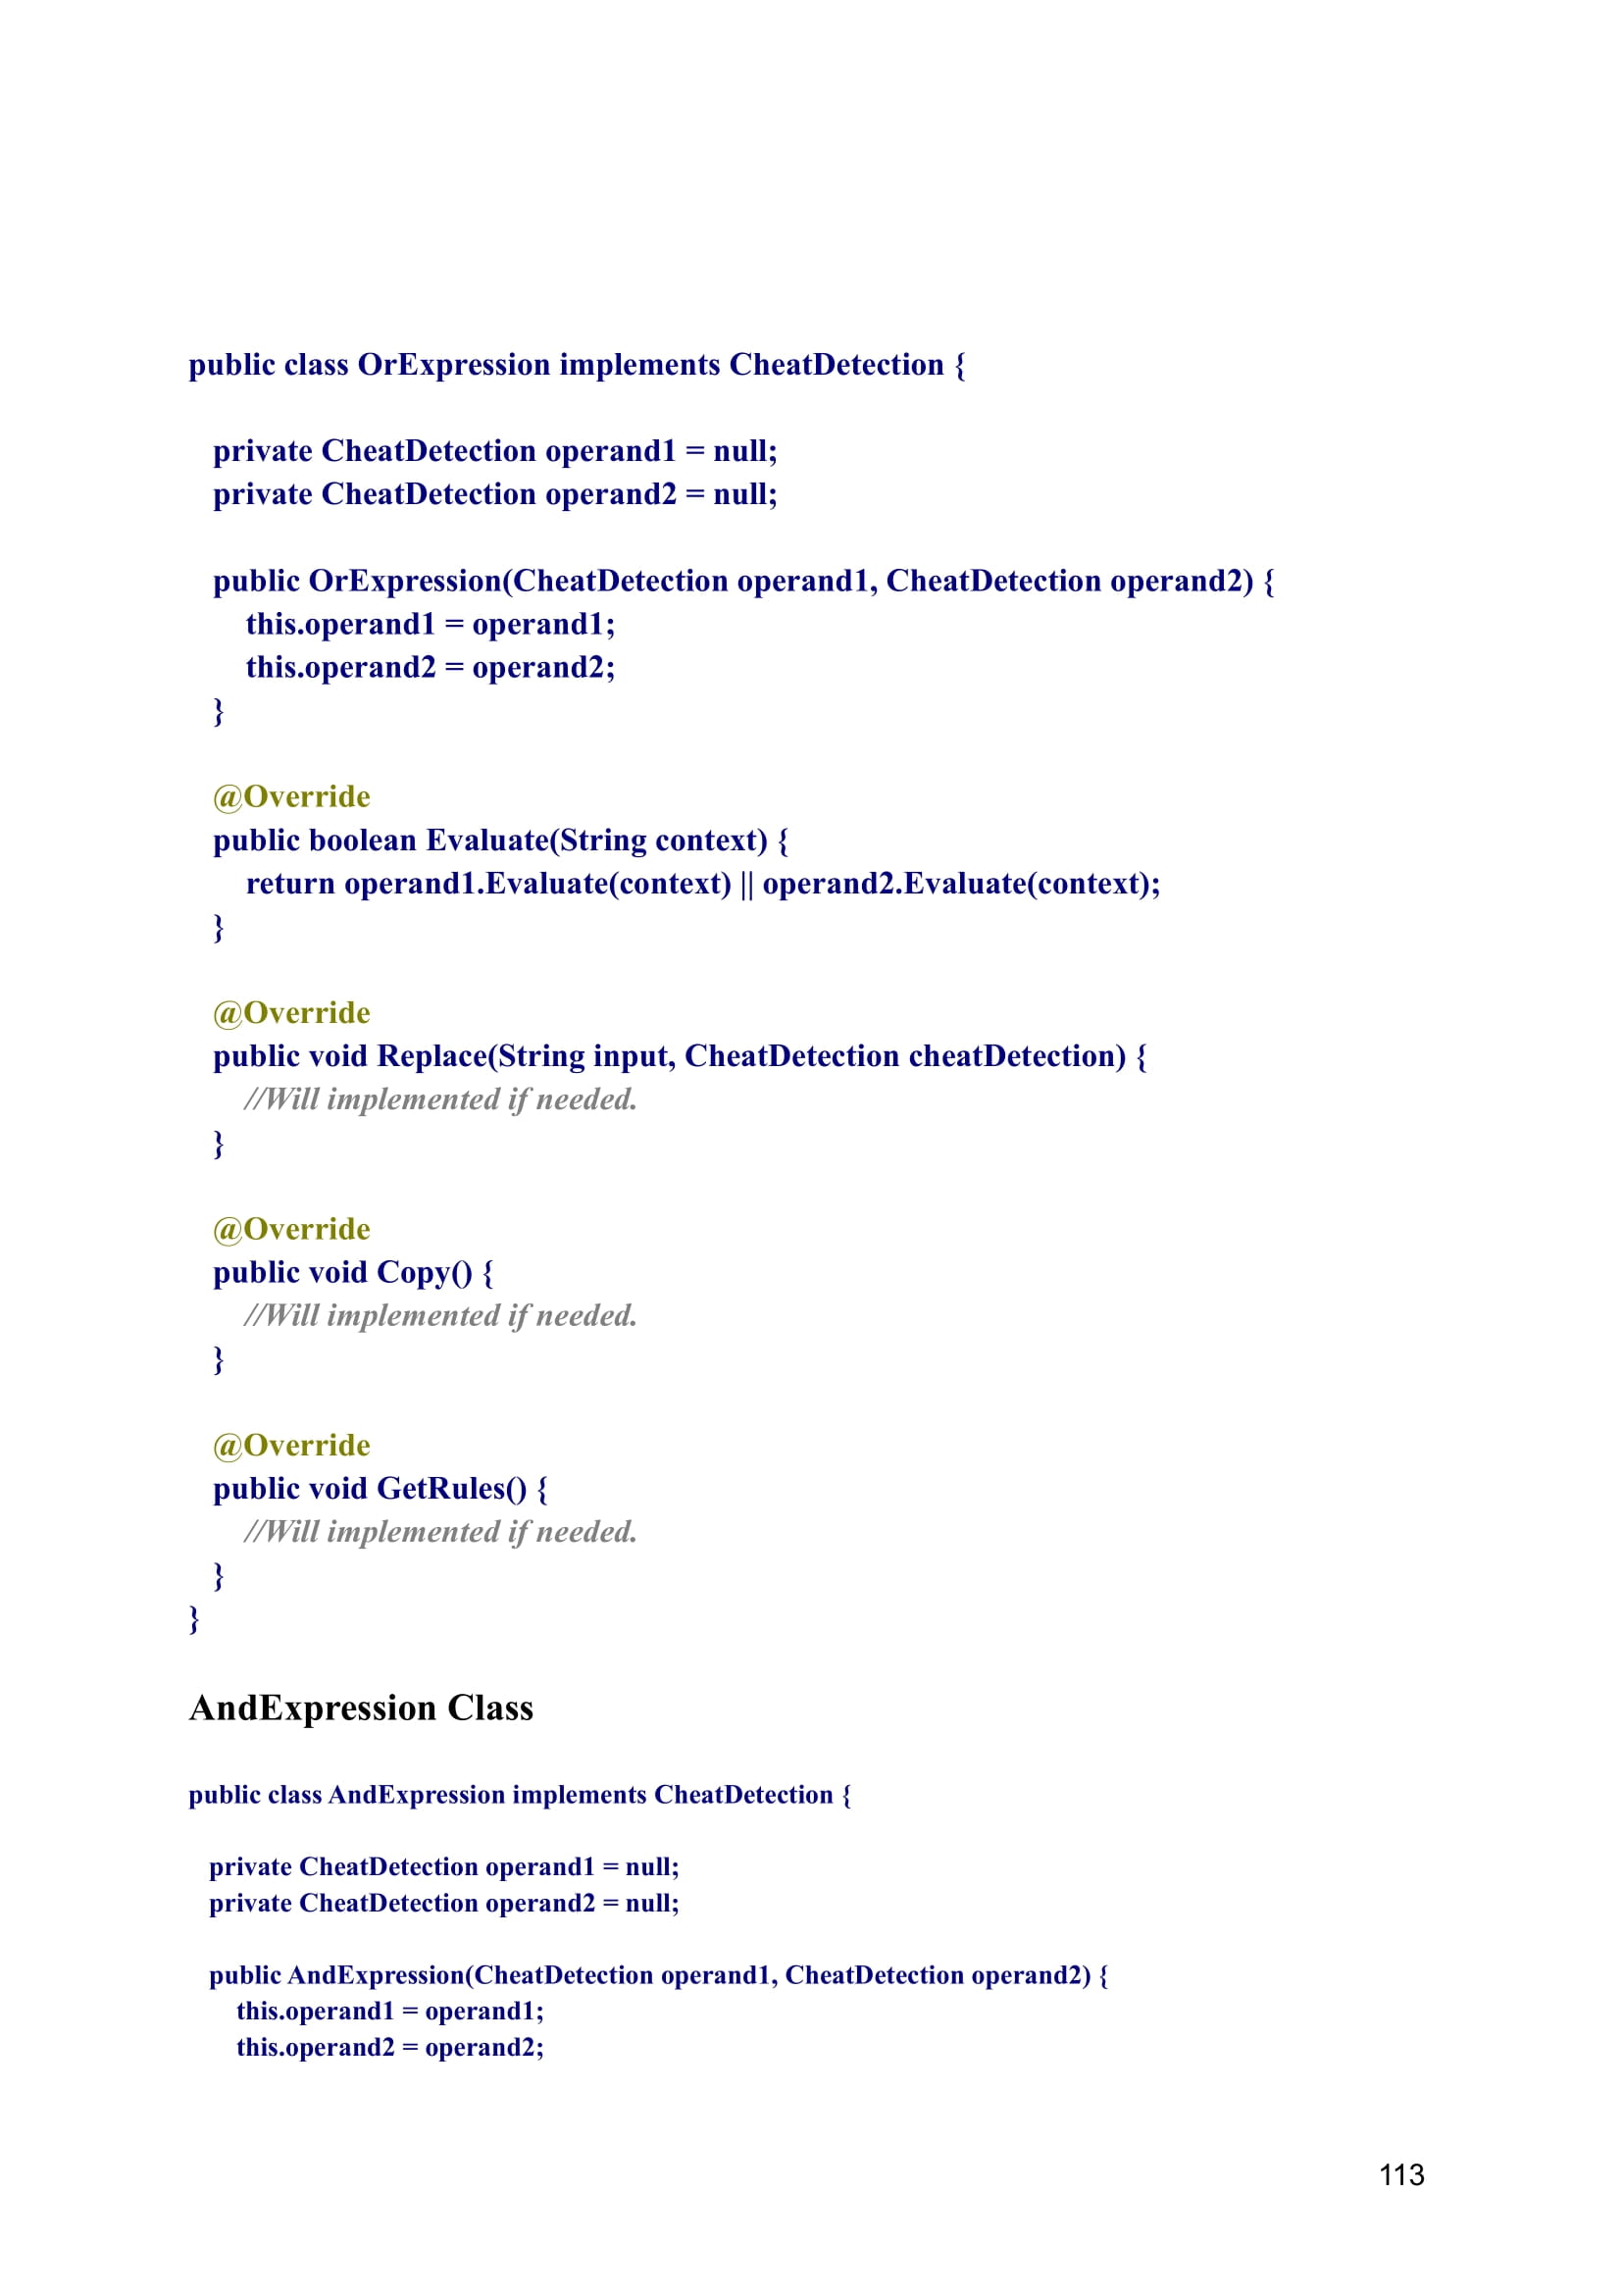 public class OrExpression implements CheatDetection {
private CheatDetection operand1 = null;
private CheatDetection operand2 = null;
public OrExpression(CheatDetection operand1, CheatDetection operand2) {
this.operand1 = operand1;
this.operand2 = operand2;
}
@Override
public boolean Evaluate(String context) {
return operand1.Evaluate(context) || operand2.Evaluate(context);
}
@Override
public void Replace(String input, CheatDetection cheatDetection) {
//Will implemented if needed.
}
@Override
public void Copy() {
//Will implemented if needed.
}
@Override
public void GetRules() {
//Will implemented if needed.
}
}
AndExpression Class
public class AndExpression implements CheatDetection {
private CheatDetection operand1 = null;
private CheatDetection operand2 = null;
public AndExpression(CheatDetection operand1, CheatDetection operand2) {
this.operand1 = operand1;
this.operand2 = operand2;
113